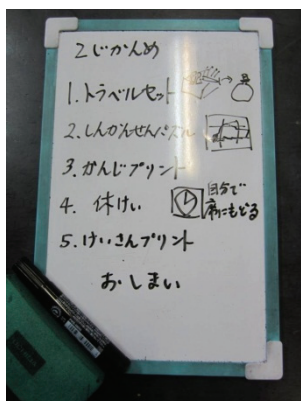 2じかんめ
1. トラベルセット
2. しんかんせんパズル
3. かんじプリント
4. 休けい 自分で席にもどる
5. けいさんプリント
おしまい